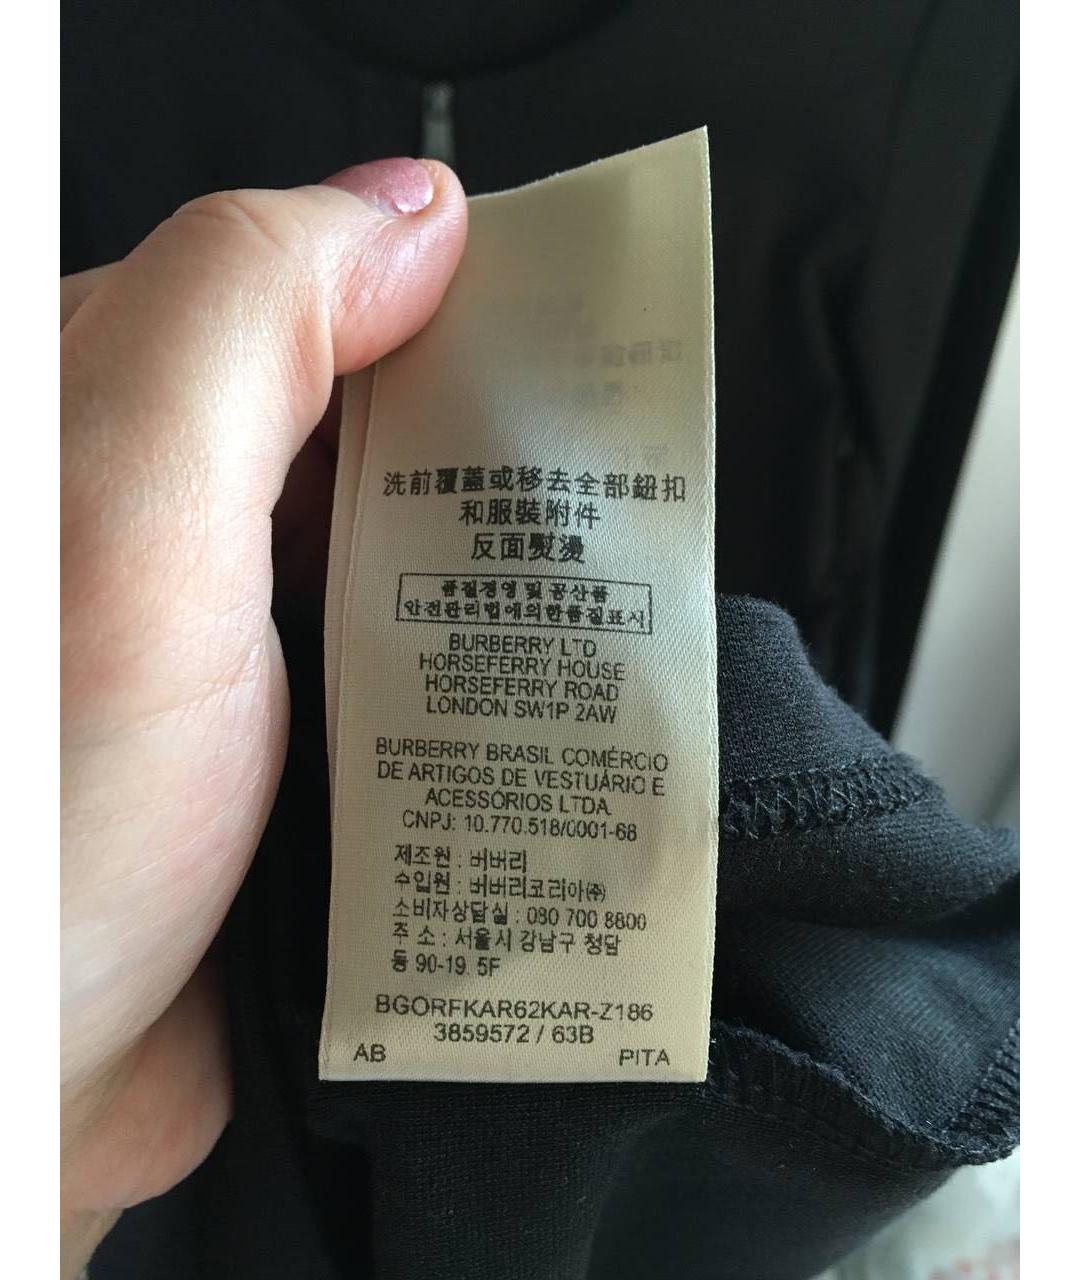 洗前覆蓋或移去全部鈕扣
和服裝附件
反面熨燙
품질경영 및 공산품
안전관리법에의한품질표시
BURBERRY LTD
HORSEFERRY HOUSE
HORSEFERRY ROAD
LONDON SW1P 2AW
BURBERRY BRASIL COMÉRCIO
DE ARTIGOS DE VESTUÁRIO E
ACESSÓRIOS LTDA
CNPJ: 10.770.518/0001-68
제조원 : 버버리
수입원 : 버버리코리아㈜
소비자상담실 : 080 700 8800
주 소 : 서울시 강남구 청담
동 90-19 5F
BGORFKAR62KAR-Z186
3859572 / 63B
AB PITA